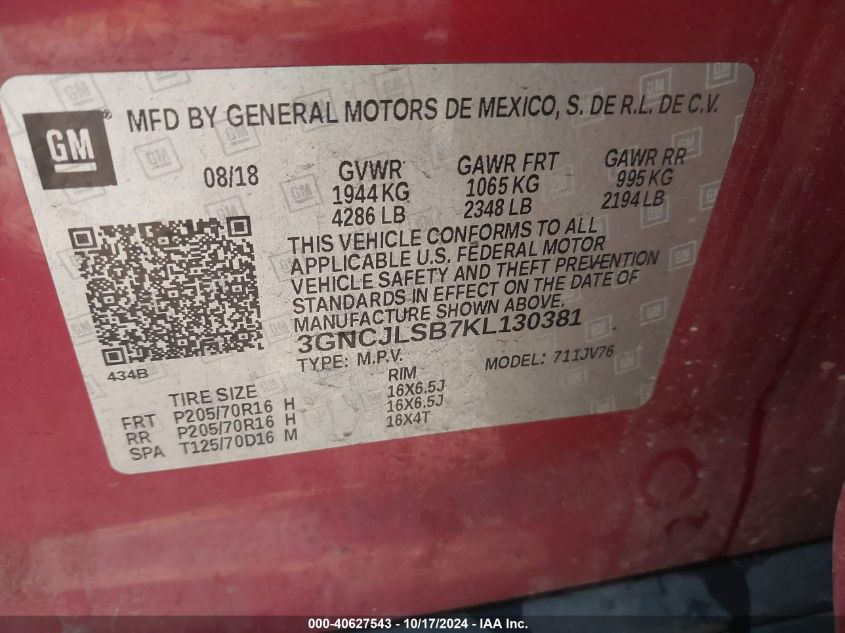 GM
®
MFD BY GENERAL MOTORS DE MEXICO, S. DE R.L. DE C.V.
08/18 GVWR GAWR FRT GAWR RR
1944 KG 1065 KG 995 KG
4286 LB 2348 LB 2194 LB
THIS VEHICLE CONFORMS TO ALL
APPLICABLE U.S. FEDERAL MOTOR
VEHICLE SAFETY AND THEFT PREVENTION
STANDARDS IN EFFECT ON THE DATE OF
MANUFACTURE SHOWN ABOVE.
3GNCJLSB7KL130381
434B
TYPE: M.P.V. MODEL: 711JV76
TIRE SIZE RIM
FRT P205/70R16 H 16X6.5J
RR P205/70R16 H 16X6.5J
SPA T125/70D16 M 16X4T
000-40627543 - 10/17/2024 - IAA Inc.